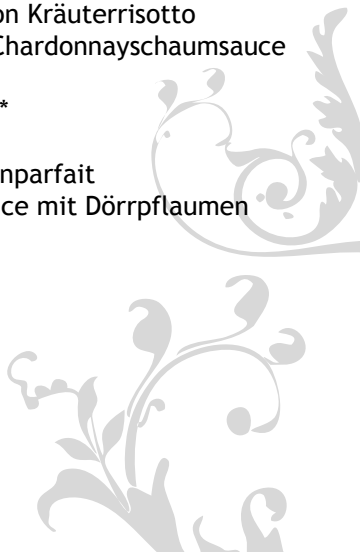 on Kräuterrisotto
Chardonnayschaumsauce
*
nparfait
ce mit Dörrpflaumen